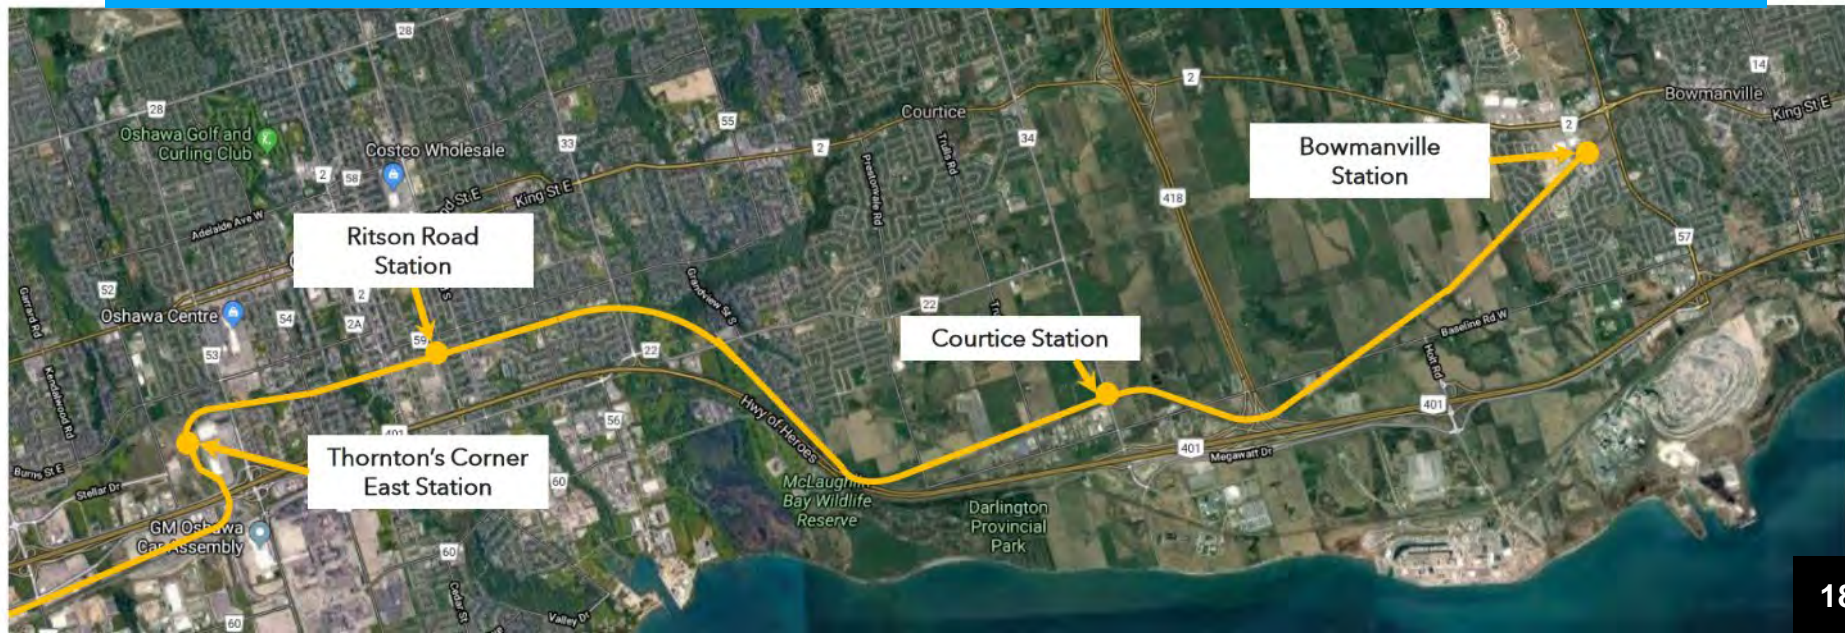 28
2
14
Bowmanville
King St E
28
Courtice
Oshawa Golf and
Curling Club
55
34
2
Trulls Rd
Bowmanville
Station
Costco Wholesale
33
2
Prestonvale Rd
2
58
King St E
418
Adelaide Ave W
Ritson Road
Station
57
Grandview St S
52
2
22
Garrard Rd
Oshawa Centre
54
2A
59
Courtice Station
Baseline Rd W
53
22
Holt Rd
Kendalwood Rd
Hwy of Heroes
401
56
401
Thornton's Corner
East Station
401
Megawatt Dr
Burns St E
Stellar Dr
60
McLaughlin
Bay Wildlife
Reserve
Darlington
Provincial
Park
GM Oshawa
Car Assembly
60
Cedar St
Valley Dr
60
18